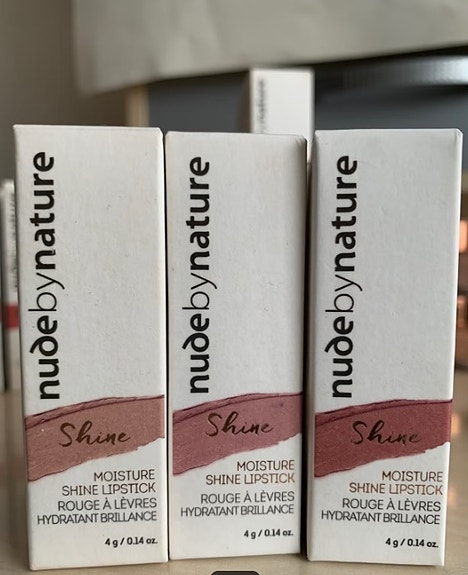 nudebynature
Shine
MOISTURE
SHINE LIPSTICK
ROUGE À LÈVRES
HYDRATANT BRILLANCE
4 g / 0.14 oz.
nudebynature
Shine
MOISTURE
SHINE LIPSTICK
ROUGE À LÈVRES
HYDRATANT BRILLANCE
4 g / 0.14 oz.
nudebynature
Shine
MOISTURE
SHINE LIPSTICK
ROUGE À LÈVRES
HYDRATANT BRILLANCE
4 g / 0.14 oz.
bynature